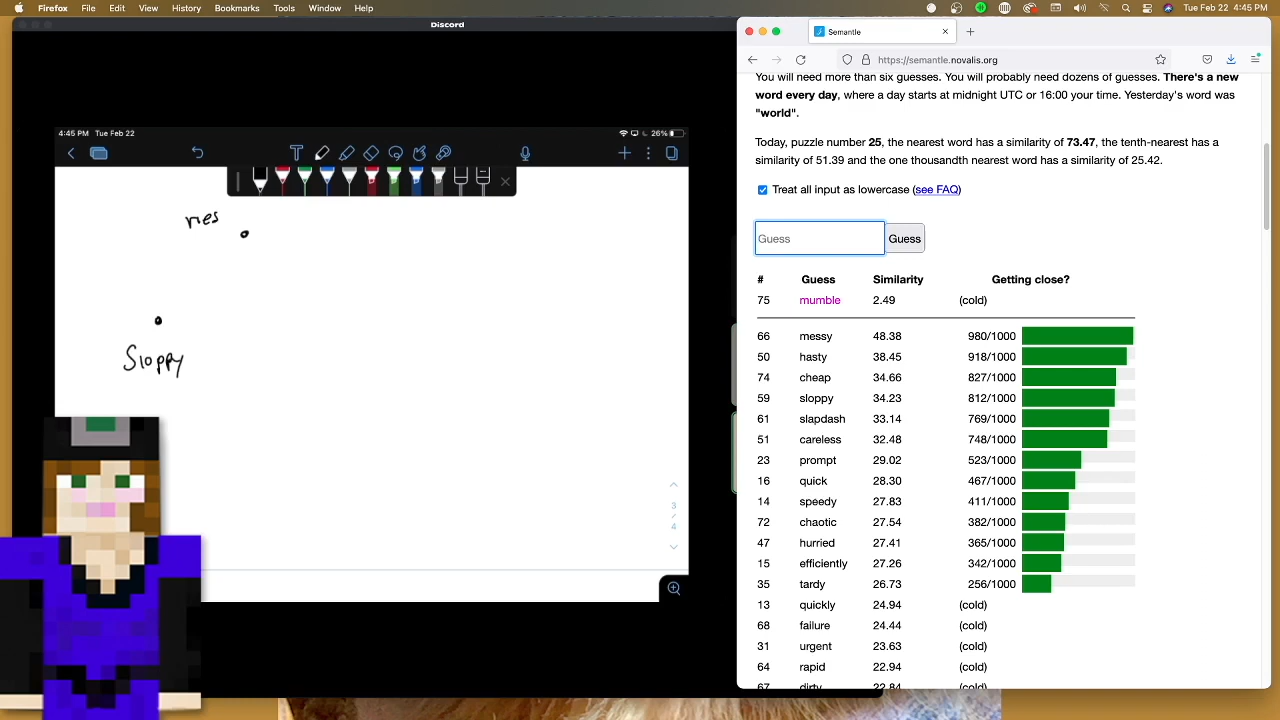 Firefox File Edit View History Bookmarks Tools Window Help
Tue Feb 22 4:45 PM
Discord
4:45 PM Tue Feb 22
26%
mes
Sloppy
3
/
4
Semantle
https://semantle.novalis.org
You will need more than six guesses. You will probably need dozens of guesses. There's a new
word every day, where a day starts at midnight UTC or 16:00 your time. Yesterday's word was
"world".
Today, puzzle number 25, the nearest word has a similarity of 73.47, the tenth-nearest has a
similarity of 51.39 and the one thousandth nearest word has a similarity of 25.42.
Treat all input as lowercase (see FAQ)
Guess Guess
# Guess Similarity Getting close?
75 mumble 2.49 (cold)
66 messy 48.38 980/1000
50 hasty 38.45 918/1000
74 cheap 34.66 827/1000
59 sloppy 34.23 812/1000
61 slapdash 33.14 769/1000
51 careless 32.48 748/1000
23 prompt 29.02 523/1000
16 quick 28.30 467/1000
14 speedy 27.83 411/1000
72 chaotic 27.54 382/1000
47 hurried 27.41 365/1000
15 efficiently 27.26 342/1000
35 tardy 26.73 256/1000
13 quickly 24.94 (cold)
68 failure 24.44 (cold)
31 urgent 23.63 (cold)
64 rapid 22.94 (cold)
67 dirty 22.84 (cold)